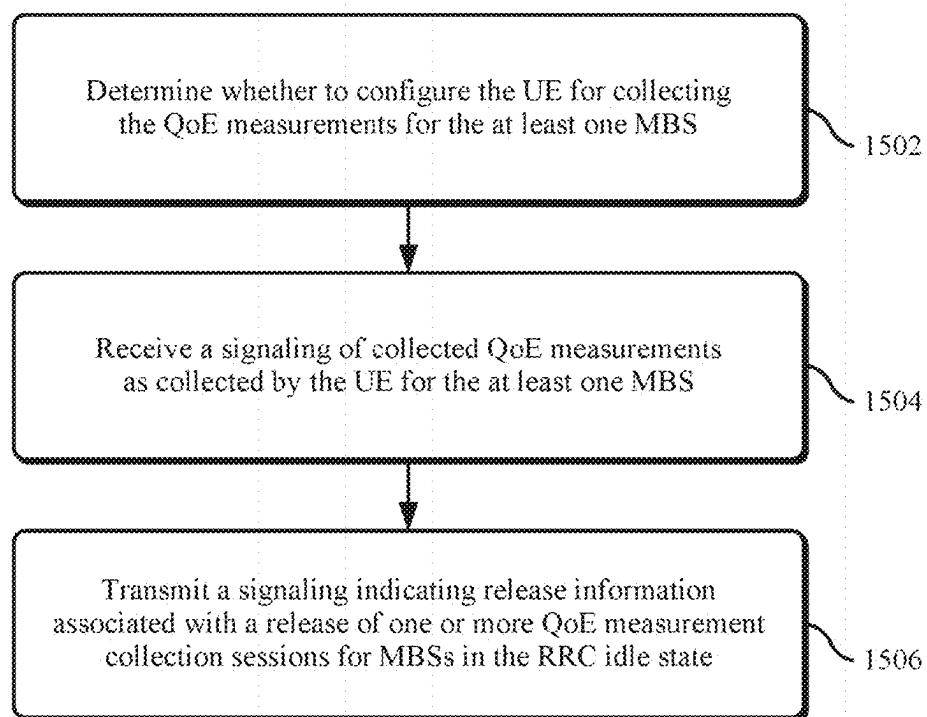 Determine whether to configure the UE for collecting
the QoE measurements for the at least one MBS
1502
Receive a signaling of collected QoE measurements
as collected by the UE for the at least one MBS
1504
Transmit a signaling indicating release information
associated with a release of one or more QoE measurement
collection sessions for MBSs in the RRC idle state
1506